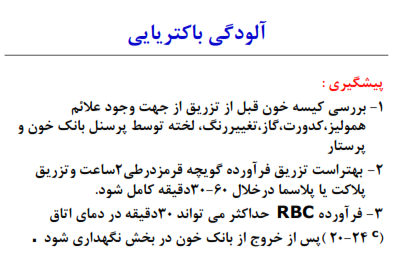 آلودگی باکتریایی
پیشگیری :
۱- بررسی کیسه خون قبل از تزریق از جهت وجود علائم
همولیز،کدورت،گاز،تغییررنگ، لخته توسط پرسنل بانک خون و
پرستار
۲- بهتراست تزریق فرآورده گویچه قرمزدرطی۲ساعت وتزریق
پلاکت یا پلاسما درخلال ۶۰-۳۰دقیقه کامل شود.
۳- فرآورده RBC حداکثر می تواند ۳۰دقیقه در دمای اتاق
(۲۴ c-۲۰ )پس از خروج از بانک خون در بخش نگهداری شود .